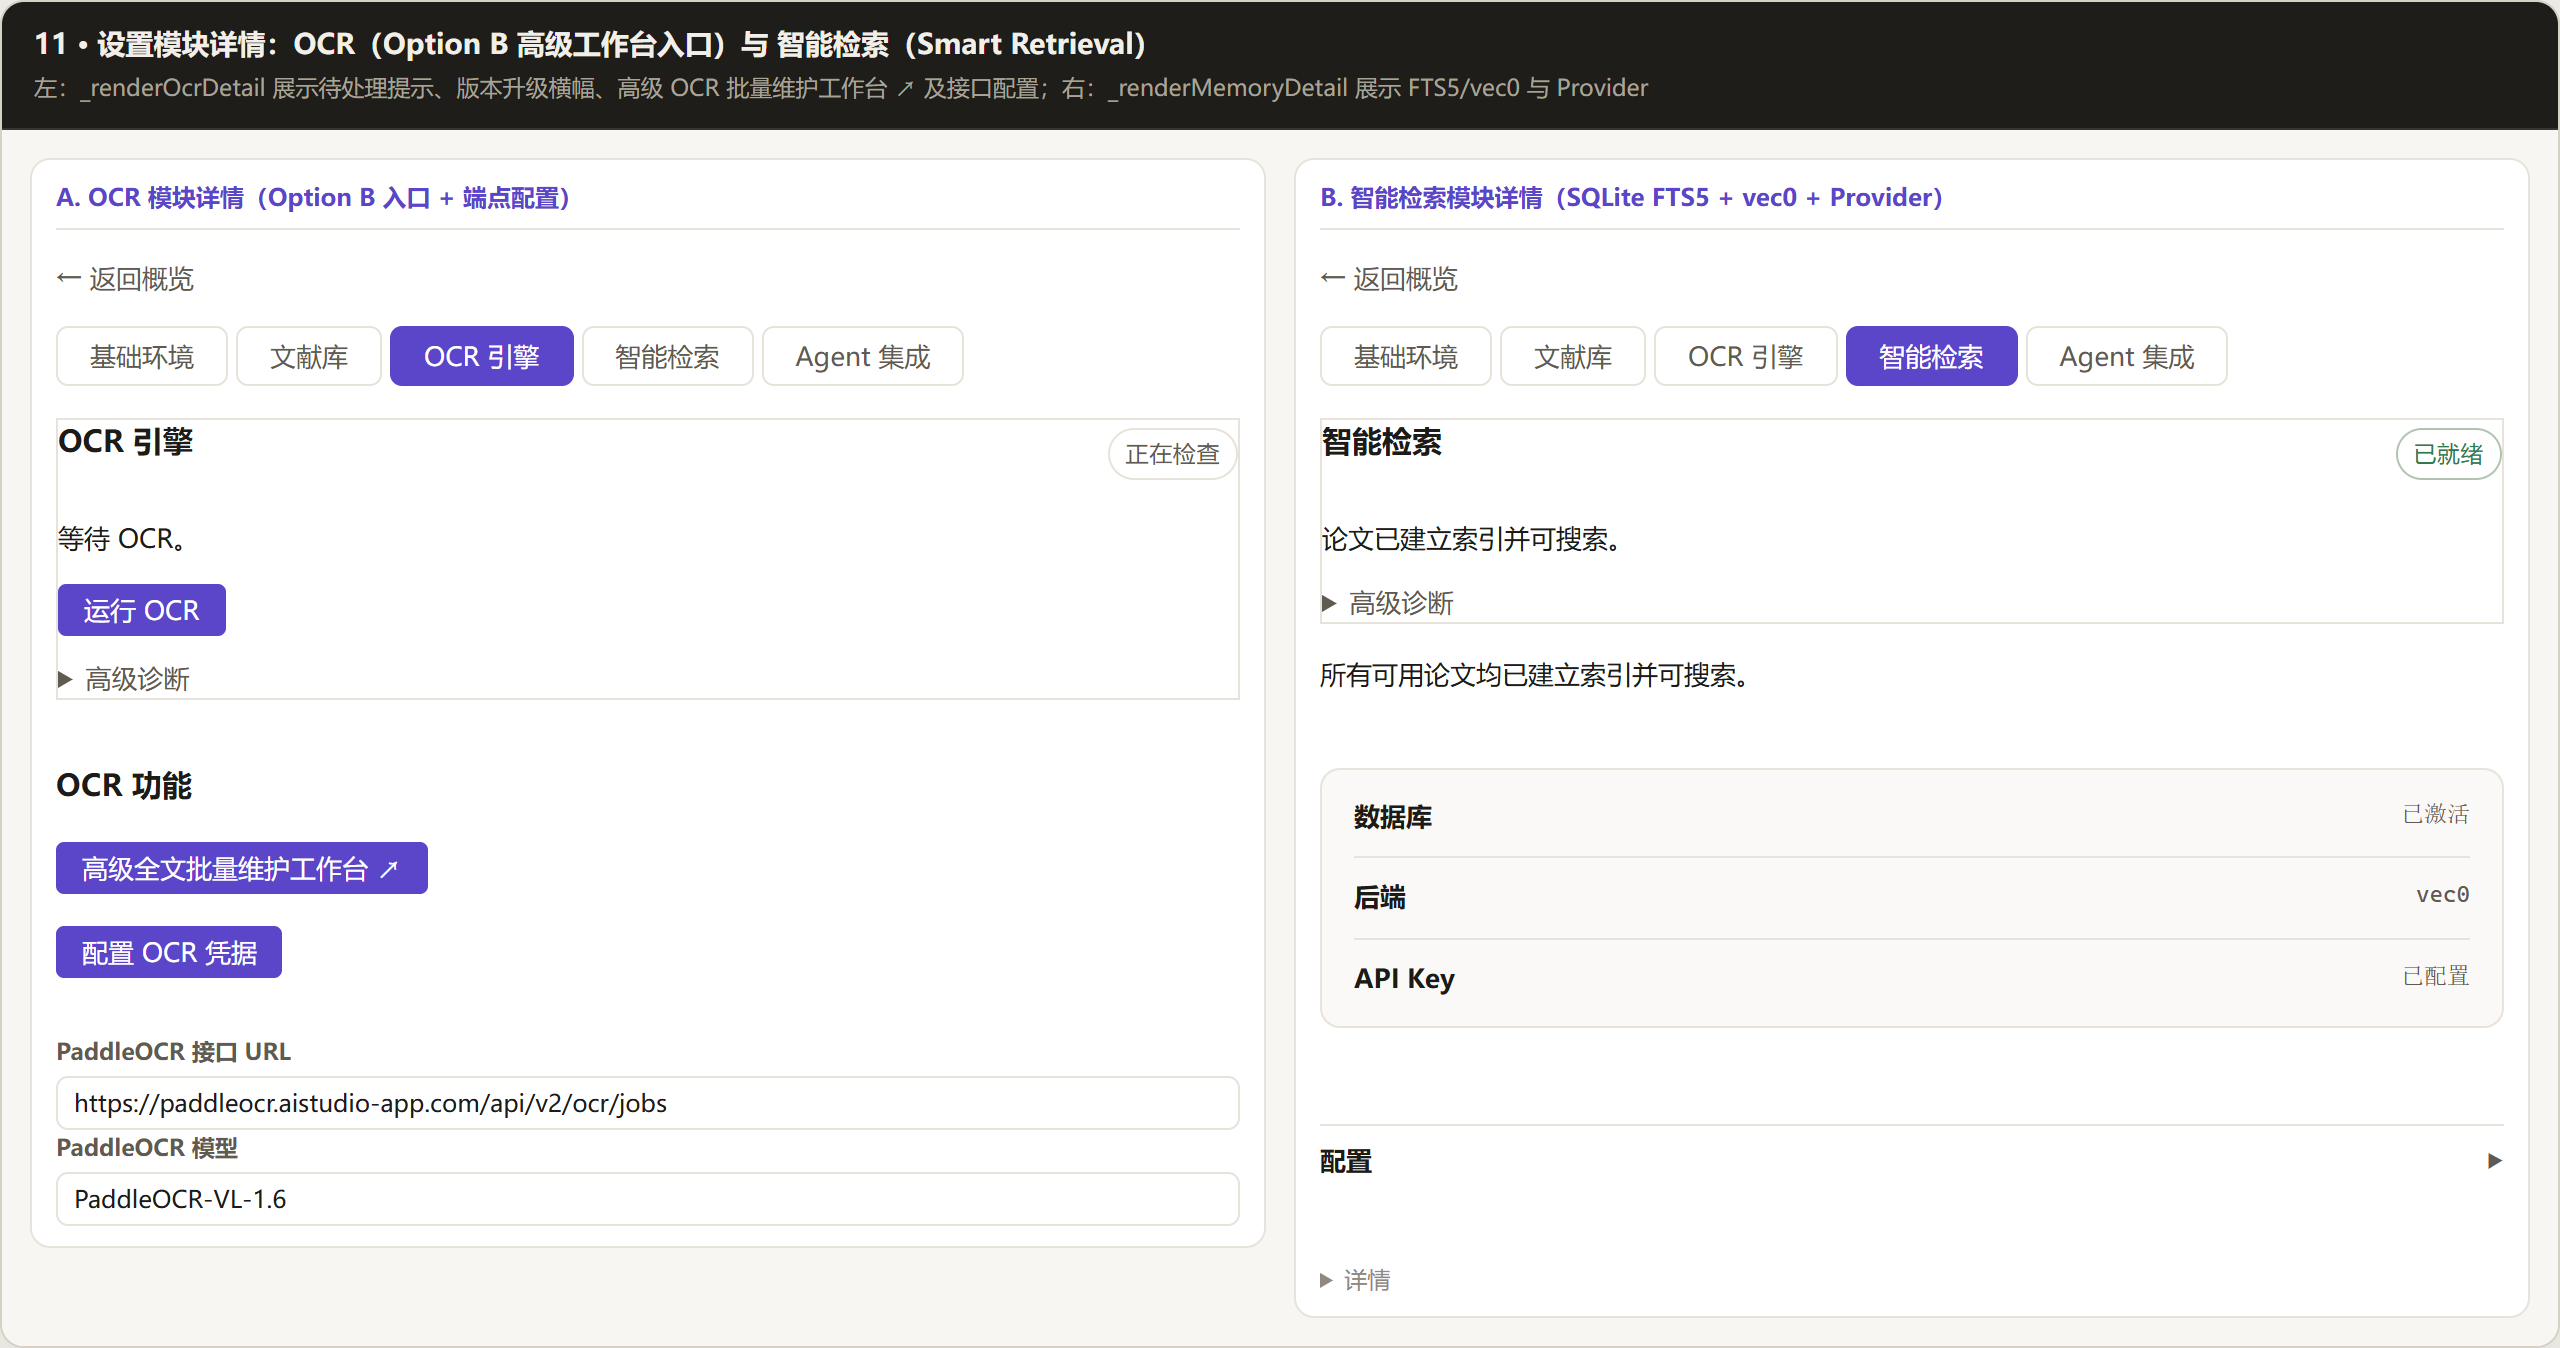 11 • 设置模块详情：OCR（Option B 高级工作台入口）与 智能检索（Smart Retrieval）
左：_renderOcrDetail 展示待处理提示、版本升级横幅、高级 OCR 批量维护工作台 ↗ 及接口配置；右：_renderMemoryDetail 展示 FTS5/vec0 与 Provider
A. OCR 模块详情（Option B 入口 + 端点配置）
← 返回概览
基础环境 文献库 OCR 引擎 智能检索 Agent 集成
OCR 引擎 正在检查
等待 OCR。
运行 OCR
▶ 高级诊断
OCR 功能
高级全文批量维护工作台 ↗
配置 OCR 凭据
PaddleOCR 接口 URL
https://paddleocr.aistudio-app.com/api/v2/ocr/jobs
PaddleOCR 模型
PaddleOCR-VL-1.6
B. 智能检索模块详情（SQLite FTS5 + vec0 + Provider）
← 返回概览
基础环境 文献库 OCR 引擎 智能检索 Agent 集成
智能检索 已就绪
论文已建立索引并可搜索。
▶ 高级诊断
所有可用论文均已建立索引并可搜索。
数据库 已激活
后端 vec0
API Key 已配置
配置 ▶
▶ 详情